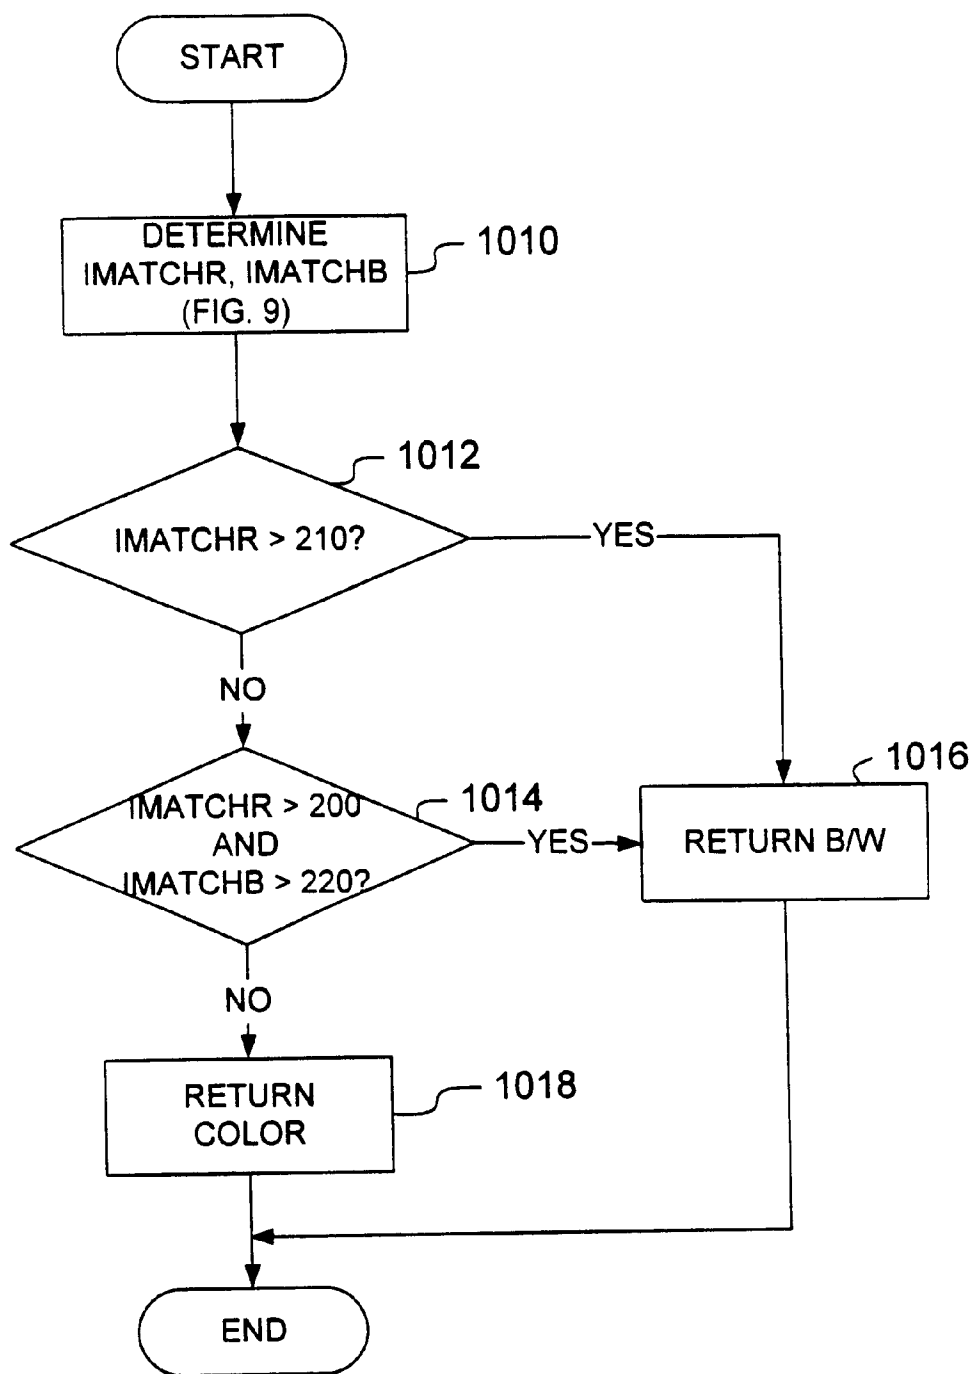 START
DETERMINE
IMATCHR, IMATCHB
(FIG. 9)
1010
1012
IMATCHR > 210?
YES
NO
1014
IMATCHR > 200
AND
IMATCHB > 220?
YES
1016
RETURN B/W
NO
RETURN
COLOR
1018
END